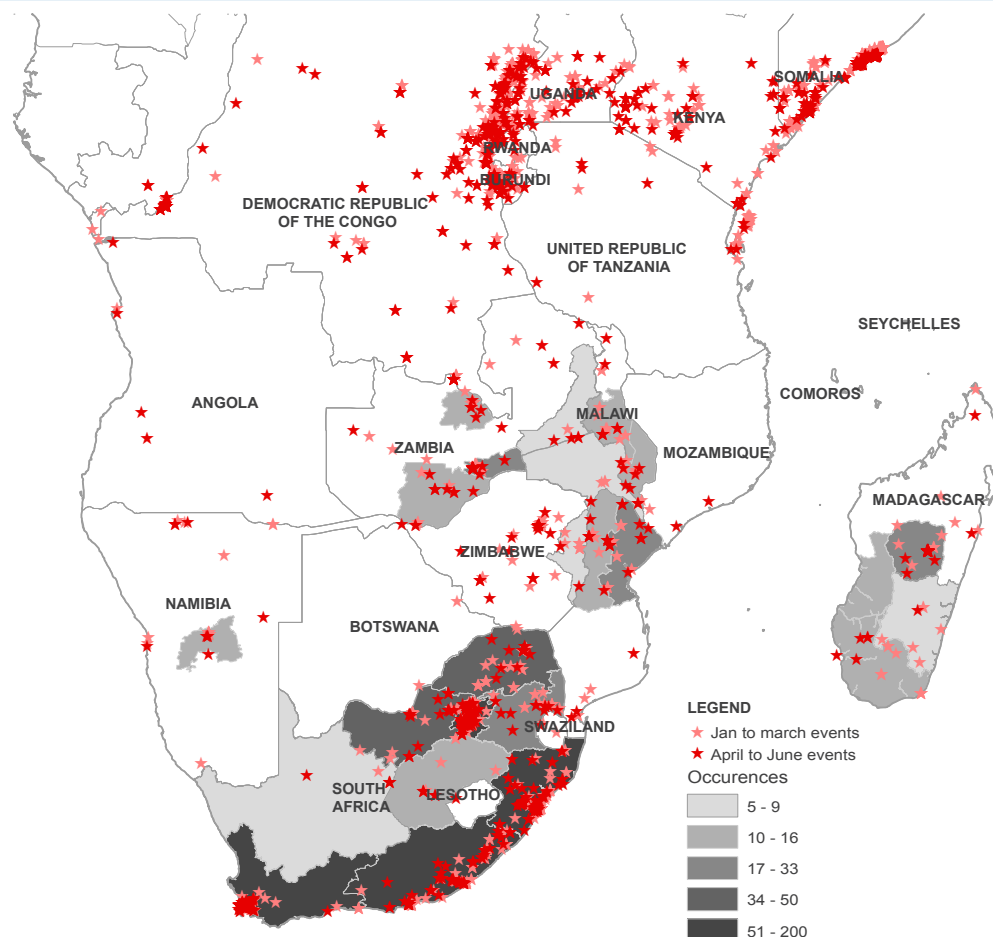 SOMALIA
UGANDA
KENYA
RWANDA
BURUNDI
DEMOCRATIC REPUBLIC
OF THE CONGO
UNITED REPUBLIC
OF TANZANIA
SEYCHELLES
COMOROS
ANGOLA
MALAWI
ZAMBIA
MOZAMBIQUE
MADAGASCAR
ZIMBABWE
NAMIBIA
BOTSWANA
SWAZILAND
SOUTH
AFRICA
LESOTHO
LEGEND
Jan to march events
April to June events
Occurences
5 - 9
10 - 16
17 - 33
34 - 50
51 - 200